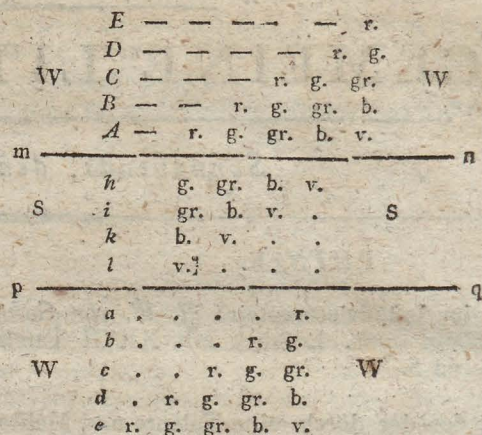 E — — — — — r.
D — — — — r. g.
W C — — — r. g. gr. W
B — — r. g. gr. b.
A — r. g. gr. b. v.
m n
h g. gr. b. v.
S i gr. b. v. . S
k b. v. . .
l v. . . .
p q
a . . . . r.
b . . . r. g.
W c . . r. g. gr. W
d . r. g. gr. b.
e r. g. gr. b. v.